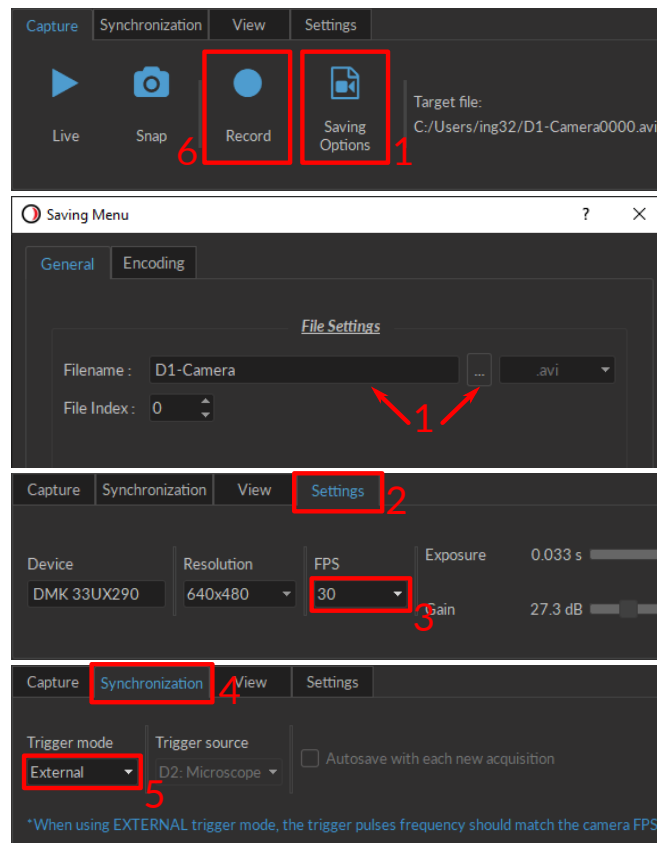 Capture Synchronization View Settings
Live Snap 6 Record Saving Options 1
Target file:
C:/Users/ing32/D1-Camera0000.avi
Saving Menu ? ×
General Encoding
File Settings
Filename : D1-Camera ... .avi
File Index : 0
1
Capture Synchronization View Settings 2
Device Resolution FPS Exposure 0.033 s
DMK 33UX290 640x480 30 3 Gain 27.3 dB
Capture Synchronization 4 View Settings
Trigger mode Trigger source
External 5 D2: Microscope Autosave with each new acquisition
*When using EXTERNAL trigger mode, the trigger pulses frequency should match the camera FPS